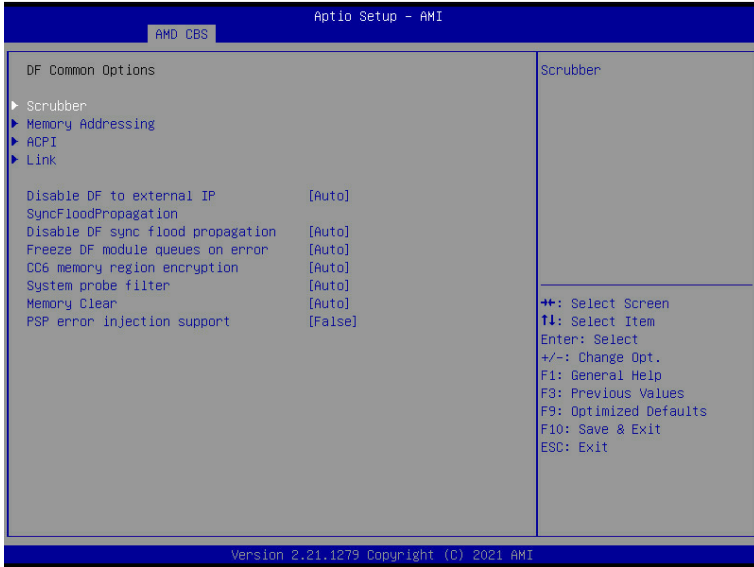 Aptio Setup – AMI
AMD CBS
DF Common Options
Scrubber
Memory Addressing
ACPI
Link
Disable DF to external IP [Auto]
SyncFloodPropagation
Disable DF sync flood propagation [Auto]
Freeze DF module queues on error [Auto]
CC6 memory region encryption [Auto]
System probe filter [Auto]
Memory Clear [Auto]
PSP error injection support [False]
Scrubber
→←: Select Screen
↑↓: Select Item
Enter: Select
+/-: Change Opt.
F1: General Help
F3: Previous Values
F9: Optimized Defaults
F10: Save & Exit
ESC: Exit
Version 2.21.1279 Copyright (C) 2021 AMI